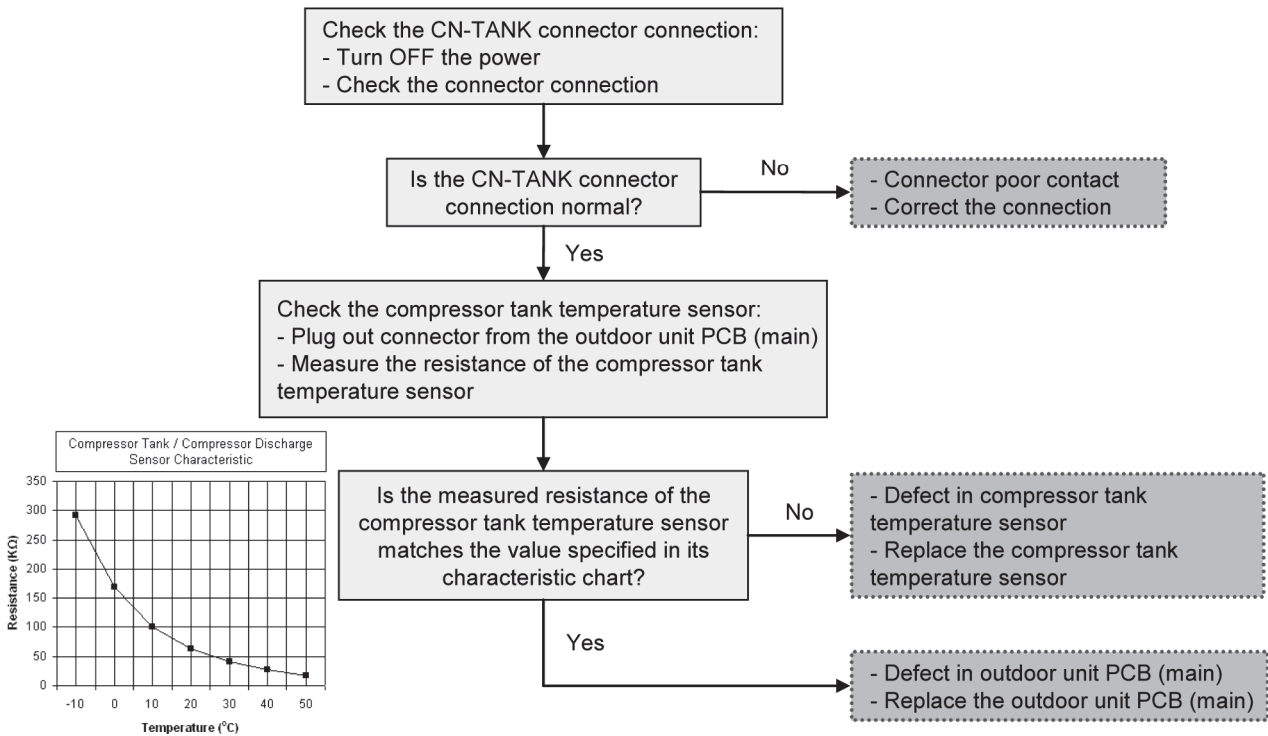 Check the CN-TANK connector connection:
- Turn OFF the power
- Check the connector connection
Is the CN-TANK connector
connection normal?
No
- Connector poor contact
- Correct the connection
Yes
Check the compressor tank temperature sensor:
- Plug out connector from the outdoor unit PCB (main)
- Measure the resistance of the compressor tank
temperature sensor
Compressor Tank / Compressor Discharge
Sensor Characteristic
350
300
250
200
150
100
50
0
Resistance (KΩ)
-10 0 10 20 30 40 50
Temperature (°C)
Is the measured resistance of the
compressor tank temperature sensor
matches the value specified in its
characteristic chart?
No
- Defect in compressor tank
temperature sensor
- Replace the compressor tank
temperature sensor
Yes
- Defect in outdoor unit PCB (main)
- Replace the outdoor unit PCB (main)